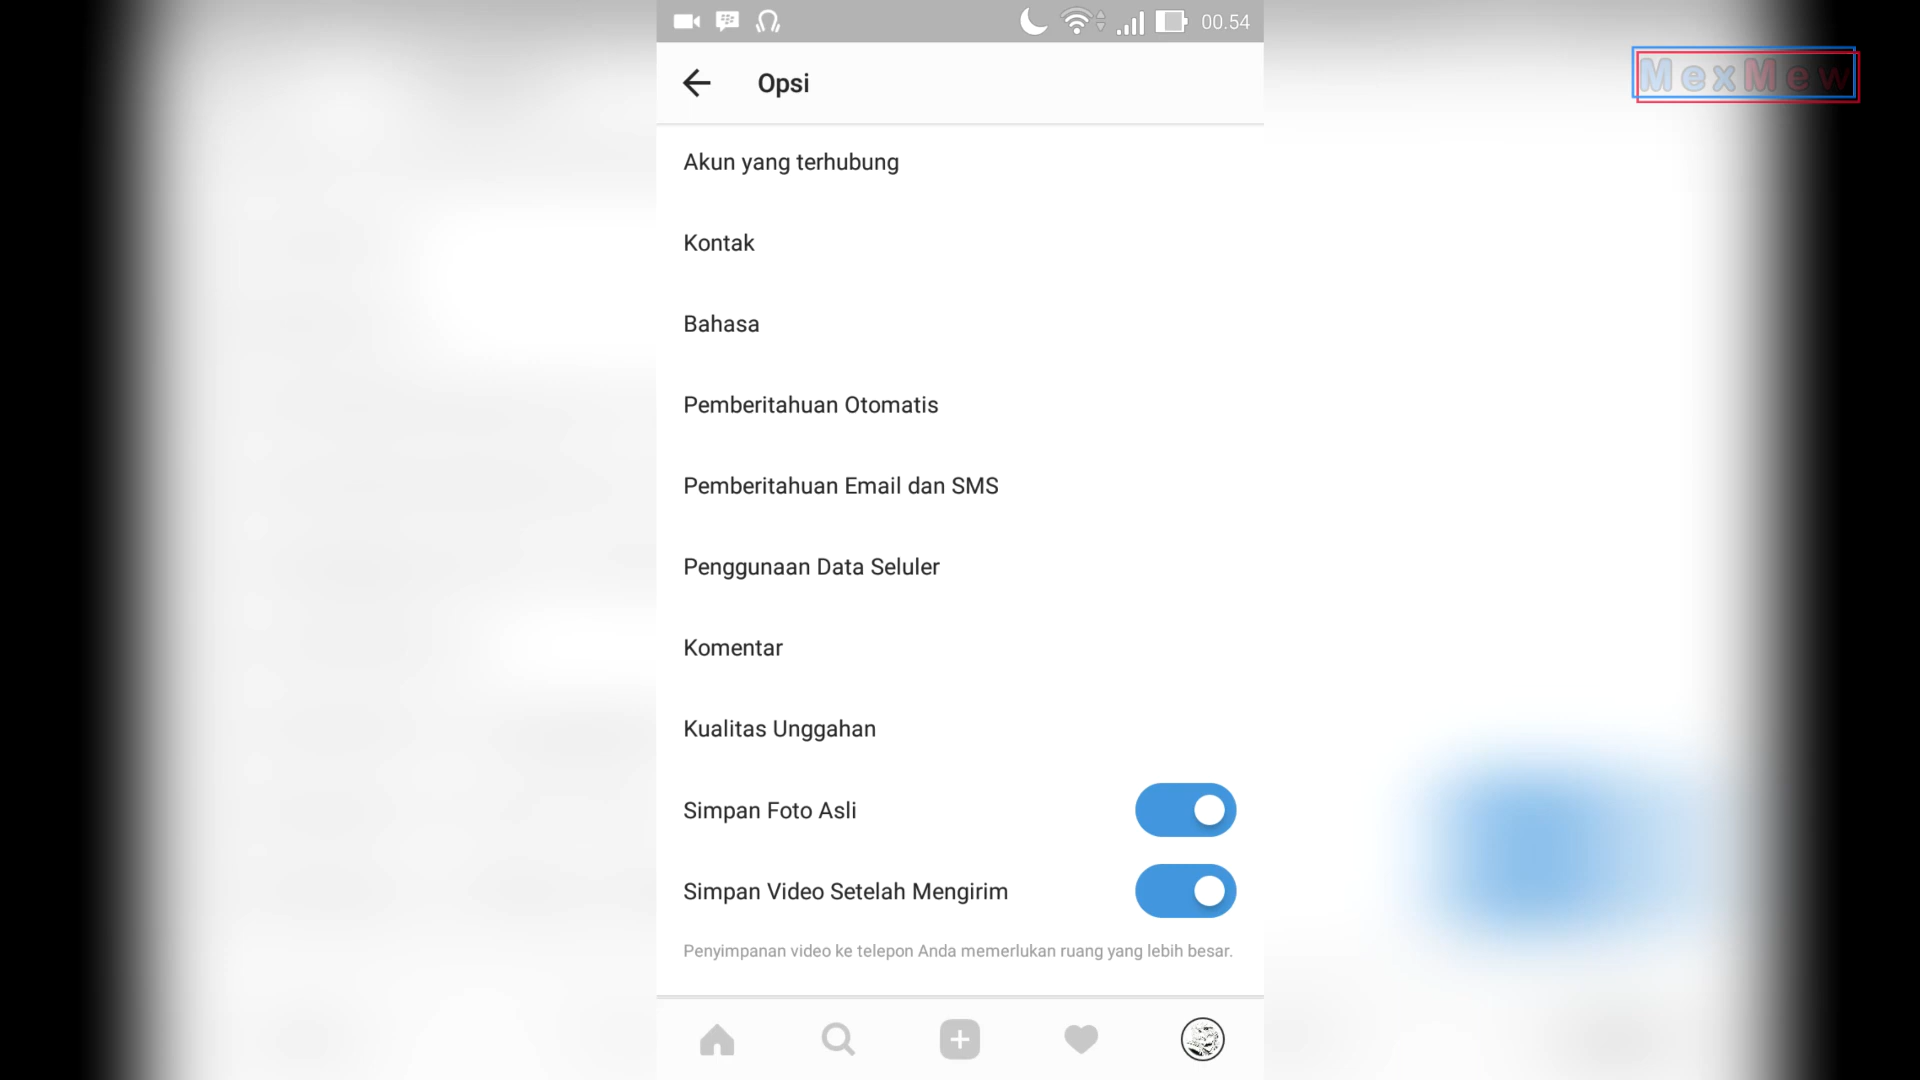 00.54
MexMew
Opsi
Akun yang terhubung
Kontak
Bahasa
Pemberitahuan Otomatis
Pemberitahuan Email dan SMS
Penggunaan Data Seluler
Komentar
Kualitas Unggahan
Simpan Foto Asli
Simpan Video Setelah Mengirim
Penyimpanan video ke telepon Anda memerlukan ruang yang lebih besar.